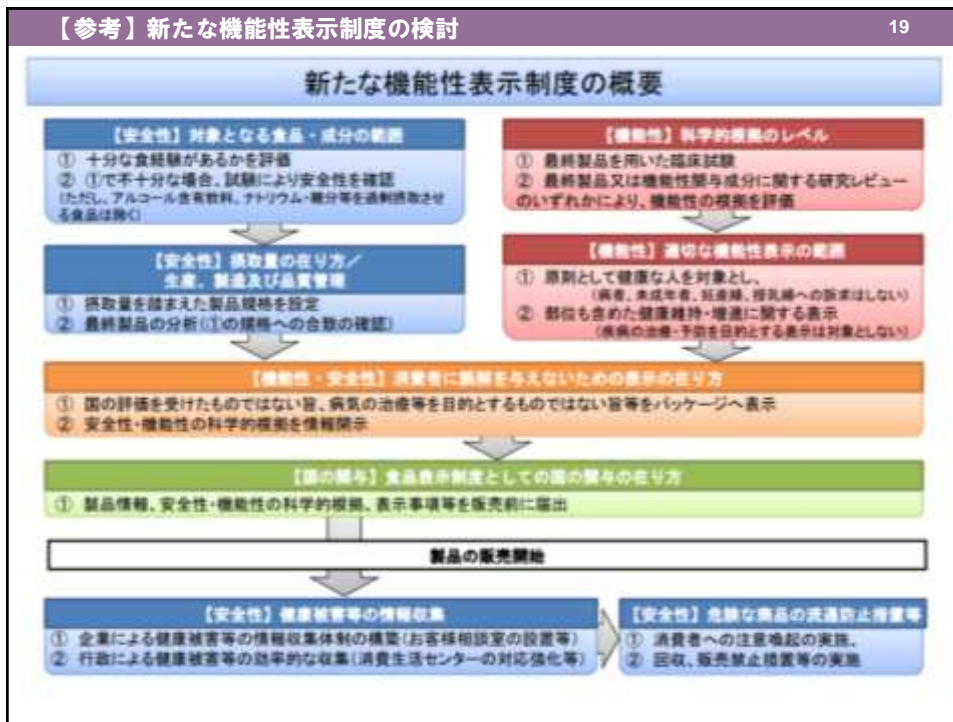 【参考】新たな機能性表示制度の検討
19
新たな機能性表示制度の概要
【安全性】対象となる食品・成分の範囲
① 十分な食経験があるかを評価
② ①で不十分な場合、試験により安全性を確認
(ただし、アルコール含有飲料、ナトリウム・糖分等を過剰摂取させ
る食品は除く)
【機能性】科学的根拠のレベル
① 最終製品を用いた臨床試験
② 最終製品又は機能性関与成分に関する研究レビュー
のいずれかにより、機能性の根拠を評価
【安全性】摂取量の在り方/
生産、製造及び品質管理
① 摂取量を踏まえた製品規格を設定
② 最終製品の分析(①の規格への合致の確認)
【機能性】適切な機能性表示の範囲
① 原則として健康な人を対象とし、
(病者、未成年者、妊産婦、授乳婦への訴求はしない)
② 部位も含めた健康維持・増進に関する表示
(疾病の治療・予防を目的とする表示は対象としない)
【機能性・安全性】消費者に誤解を与えないための表示の在り方
① 国の評価を受けたものではない旨、病気の治療等を目的とするものではない旨等をパッケージへ表示
② 安全性・機能性の科学的根拠を情報開示
【国の関与】食品表示制度としての国の関与の在り方
① 製品情報、安全性・機能性の科学的根拠、表示事項等を販売前に届出
製品の販売開始
【安全性】健康被害等の情報収集
① 企業による健康被害等の情報収集体制の構築(お客様相談室の設置等)
② 行政による健康被害等の効率的な収集(消費生活センターの対応強化等)
【安全性】危険な商品の流通防止措置等
① 消費者への注意喚起の実施、
② 回収、販売禁止措置等の実施